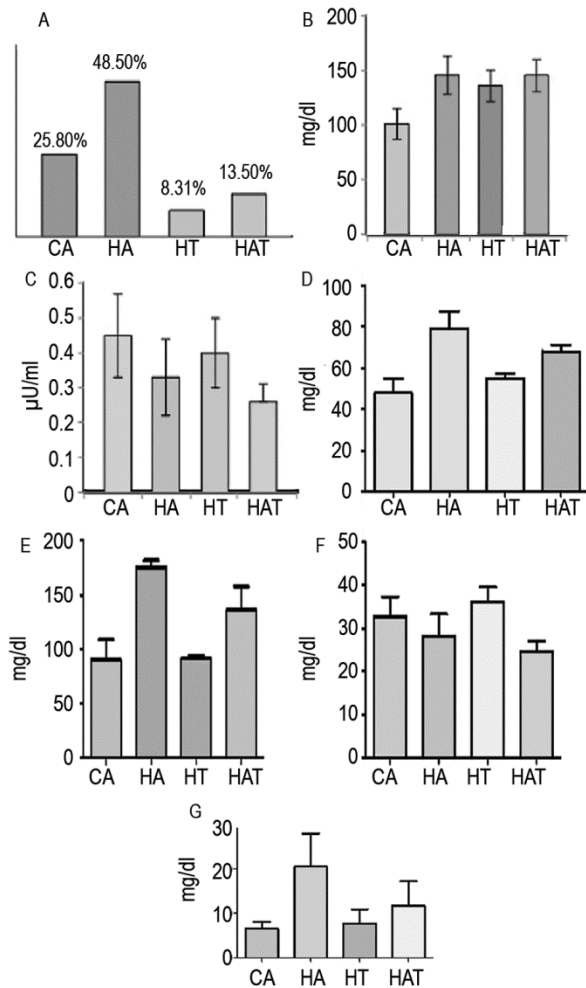 A
48.50%
25.80%
8.31%
13.50%
CA HA HT HAT
B
mg/dl
200
150
100
50
0
CA HA HT HAT
C
µU/ml
0.6
0.5
0.4
0.3
0.2
0.1
0
CA HA HT HAT
D
mg/dl
100
80
60
40
20
0
CA HA HT HAT
E
mg/dl
200
150
100
50
0
CA HA HT HAT
F
mg/dl
50
40
30
20
10
0
CA HA HT HAT
G
mg/dl
30
20
10
0
CA HA HT HAT